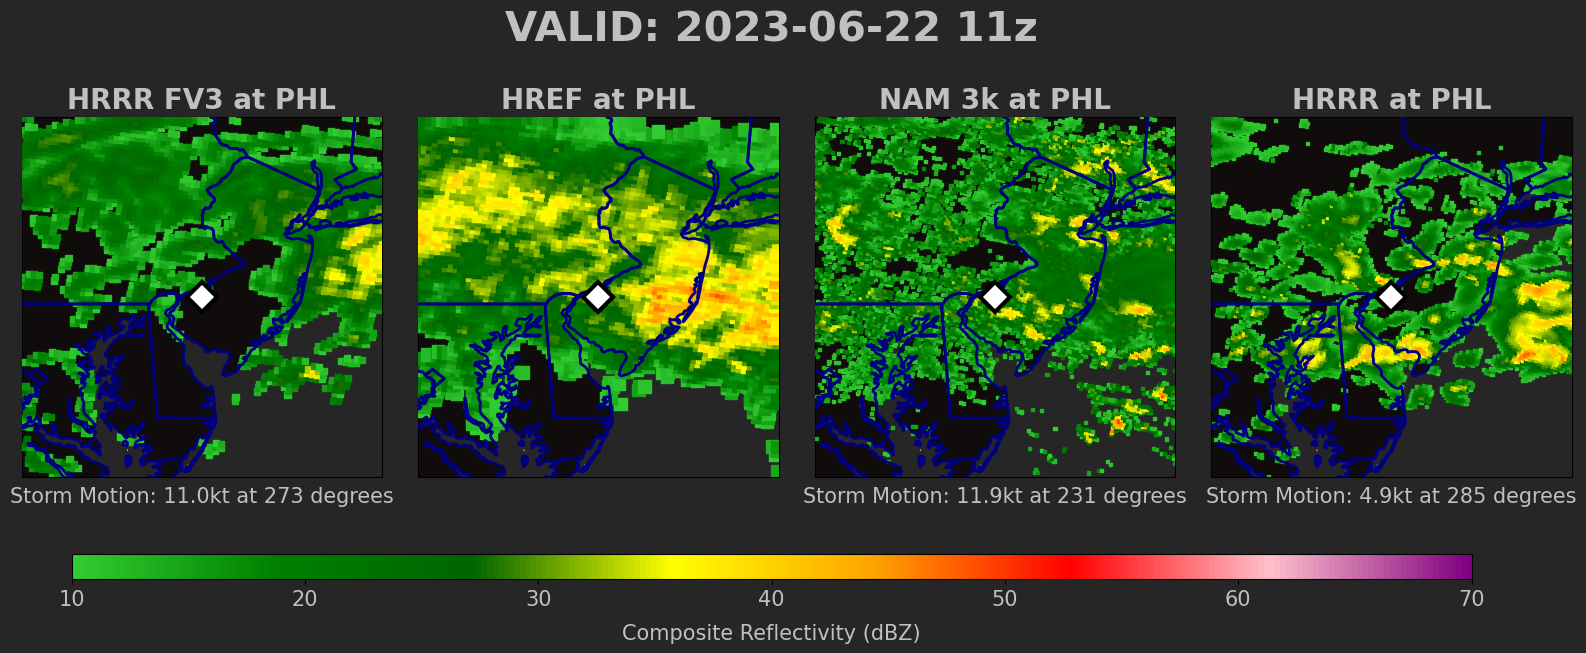 VALID: 2023-06-22 11z
HRRR FV3 at PHL
HREF at PHL
NAM 3k at PHL
HRRR at PHL
Storm Motion: 11.0kt at 273 degrees
Storm Motion: 11.9kt at 231 degrees
Storm Motion: 4.9kt at 285 degrees
10 20 30 40 50 60 70
Composite Reflectivity (dBZ)